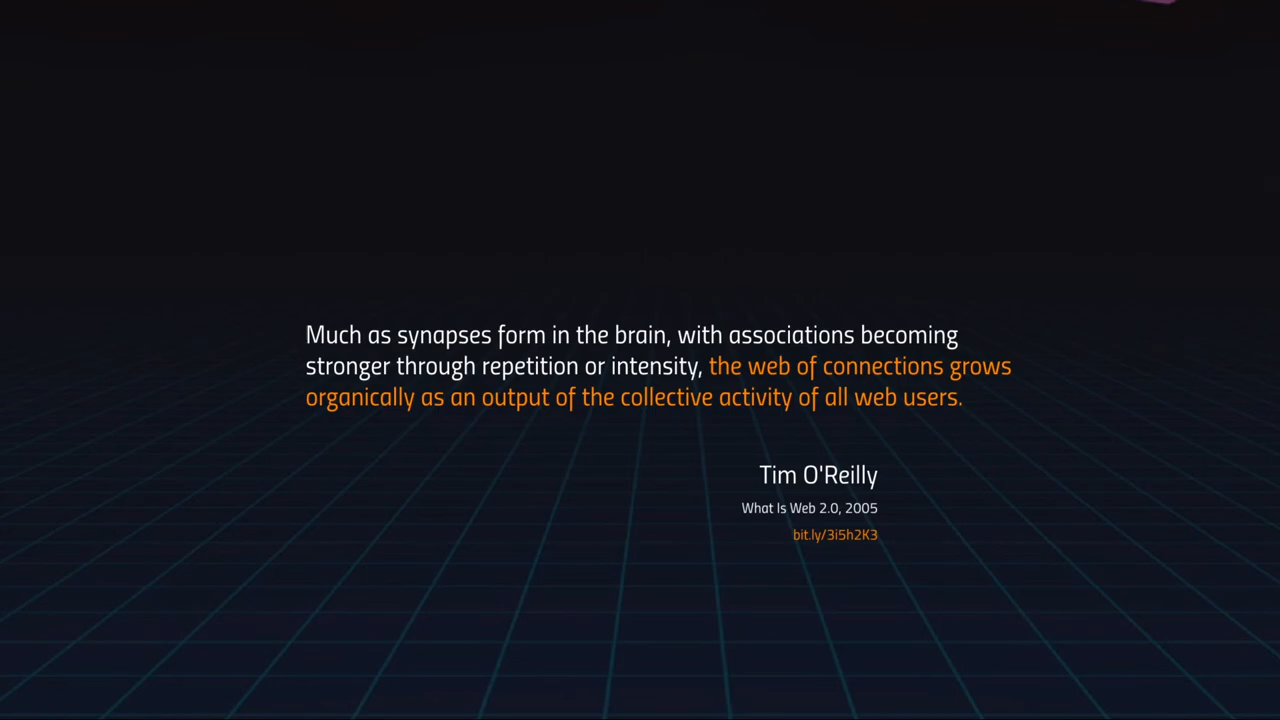 Much as synapses form in the brain, with associations becoming
stronger through repetition or intensity, the web of connections grows
organically as an output of the collective activity of all web users.
Tim O'Reilly
What Is Web 2.0, 2005
bit.ly/3i5h2K3